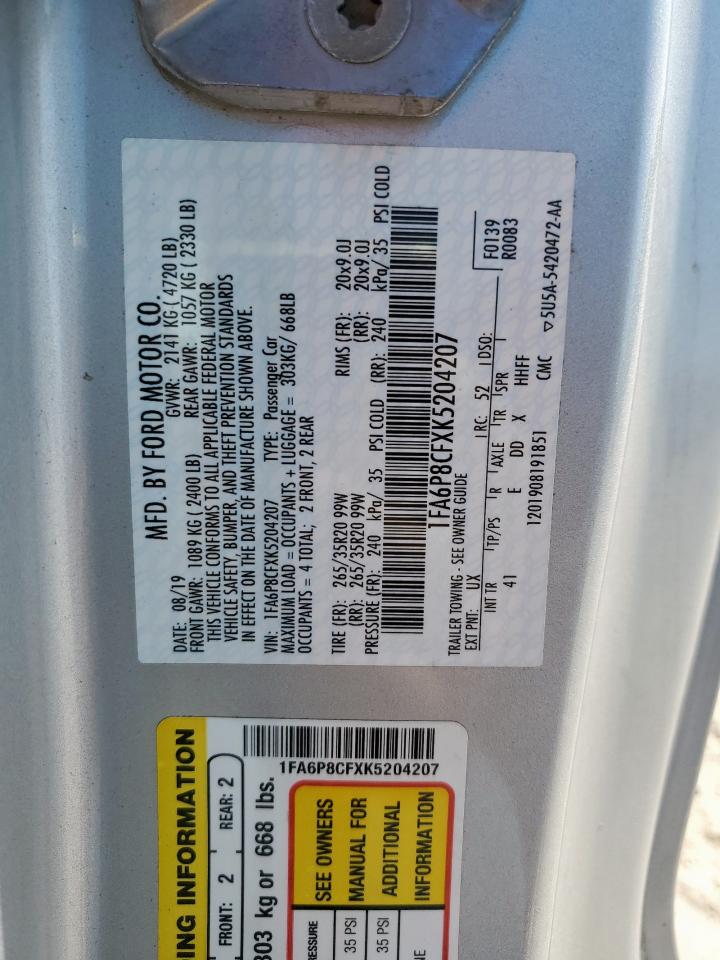 MFD. BY FORD MOTOR CO.
DATE: 08/19 GVWR: 2141 KG ( 4720 LB)
FRONT GAWR: 1089 KG ( 2400 LB) REAR GAWR: 1057 KG ( 2330 LB)
THIS VEHICLE CONFORMS TO ALL APPLICABLE FEDERAL MOTOR
VEHICLE SAFETY, BUMPER, AND THEFT PREVENTION STANDARDS
IN EFFECT ON THE DATE OF MANUFACTURE SHOWN ABOVE.
VIN: 1FA6P8CFXK5204207 TYPE: Passenger Car
MAXIMUM LOAD = OCCUPANTS + LUGGAGE = 303KG/ 668LB
OCCUPANTS = 4 TOTAL; 2 FRONT, 2 REAR
TIRE (FR): 265/35R20 99W RIMS (FR): 20x9.0J
(RR): 265/35R20 99W (RR): 20x9.0J
PRESSURE (FR): 240 kPa/ 35 PSI COLD (RR): 240 kPa/ 35 PSI COLD
1FA6P8CFXK5204207
TRAILER TOWING - SEE OWNER GUIDE
EXT PNT: UX RC: 52 DSO: F0139
INT TR TP/PS R AXLE TR SPR R0083
41 E DD X HHFF
1201908191851 CMC ▽5U5A-5420472-AA
ING INFORMATION
FRONT: 2 REAR: 2
303 kg or 668 lbs.
1FA6P8CFXK5204207
RESSURE SEE OWNERS
35 PSI MANUAL FOR
35 PSI ADDITIONAL
NE INFORMATION